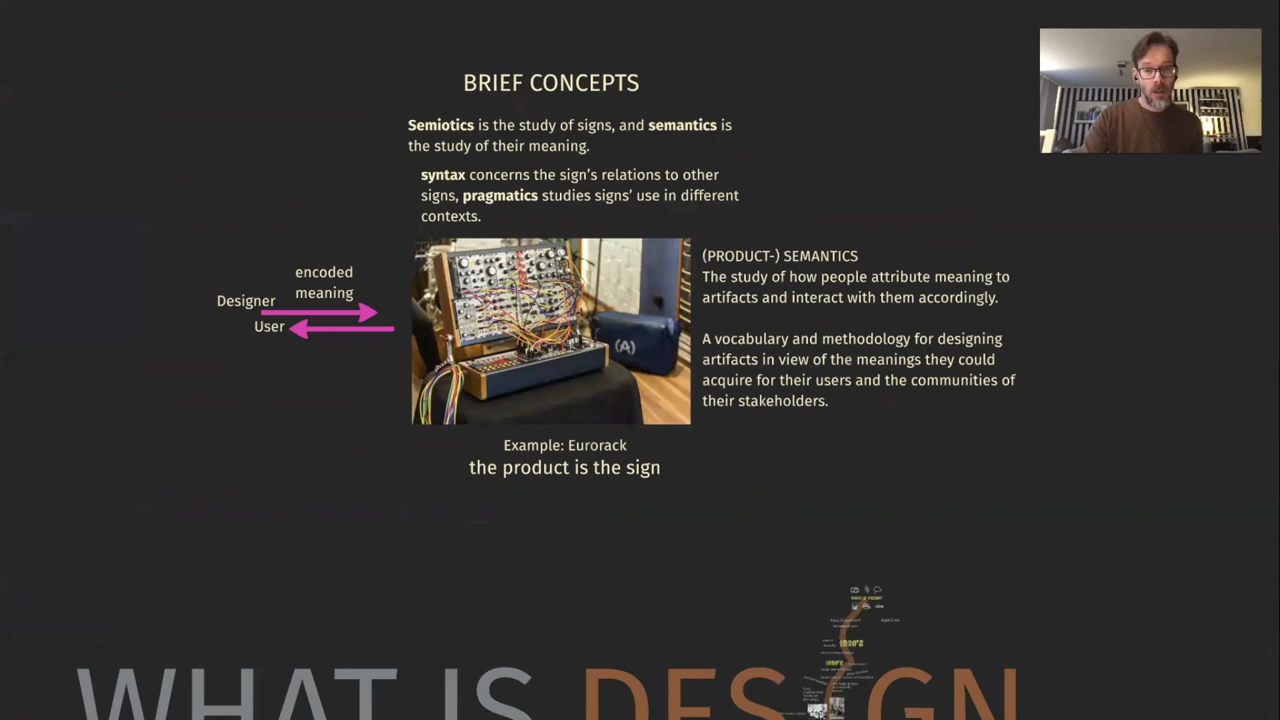 BRIEF CONCEPTS
Semiotics is the study of signs, and semantics is
the study of their meaning.
syntax concerns the sign's relations to other
signs, pragmatics studies signs' use in different
contexts.
encoded
meaning
Designer
User
(A)
(PRODUCT-) SEMANTICS
The study of how people attribute meaning to
artifacts and interact with them accordingly.
A vocabulary and methodology for designing
artifacts in view of the meanings they could
acquire for their users and the communities of
their stakeholders.
Example: Eurorack
the product is the sign
WHAT IS DESIGN